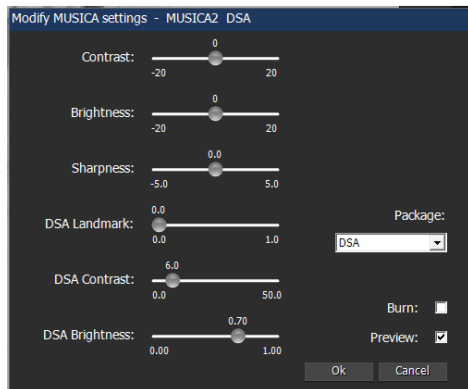 Modify MUSICA settings - MUSICA2 DSA
0
Contrast:
-20 20
0
Brightness:
-20 20
0.0
Sharpness:
-5.0 5.0
0.0
DSA Landmark:
0.0 1.0
Package:
DSA
6.0
DSA Contrast:
0.0 50.0
Burn:
0.70
DSA Brightness:
0.00 1.00
Preview:
Ok Cancel